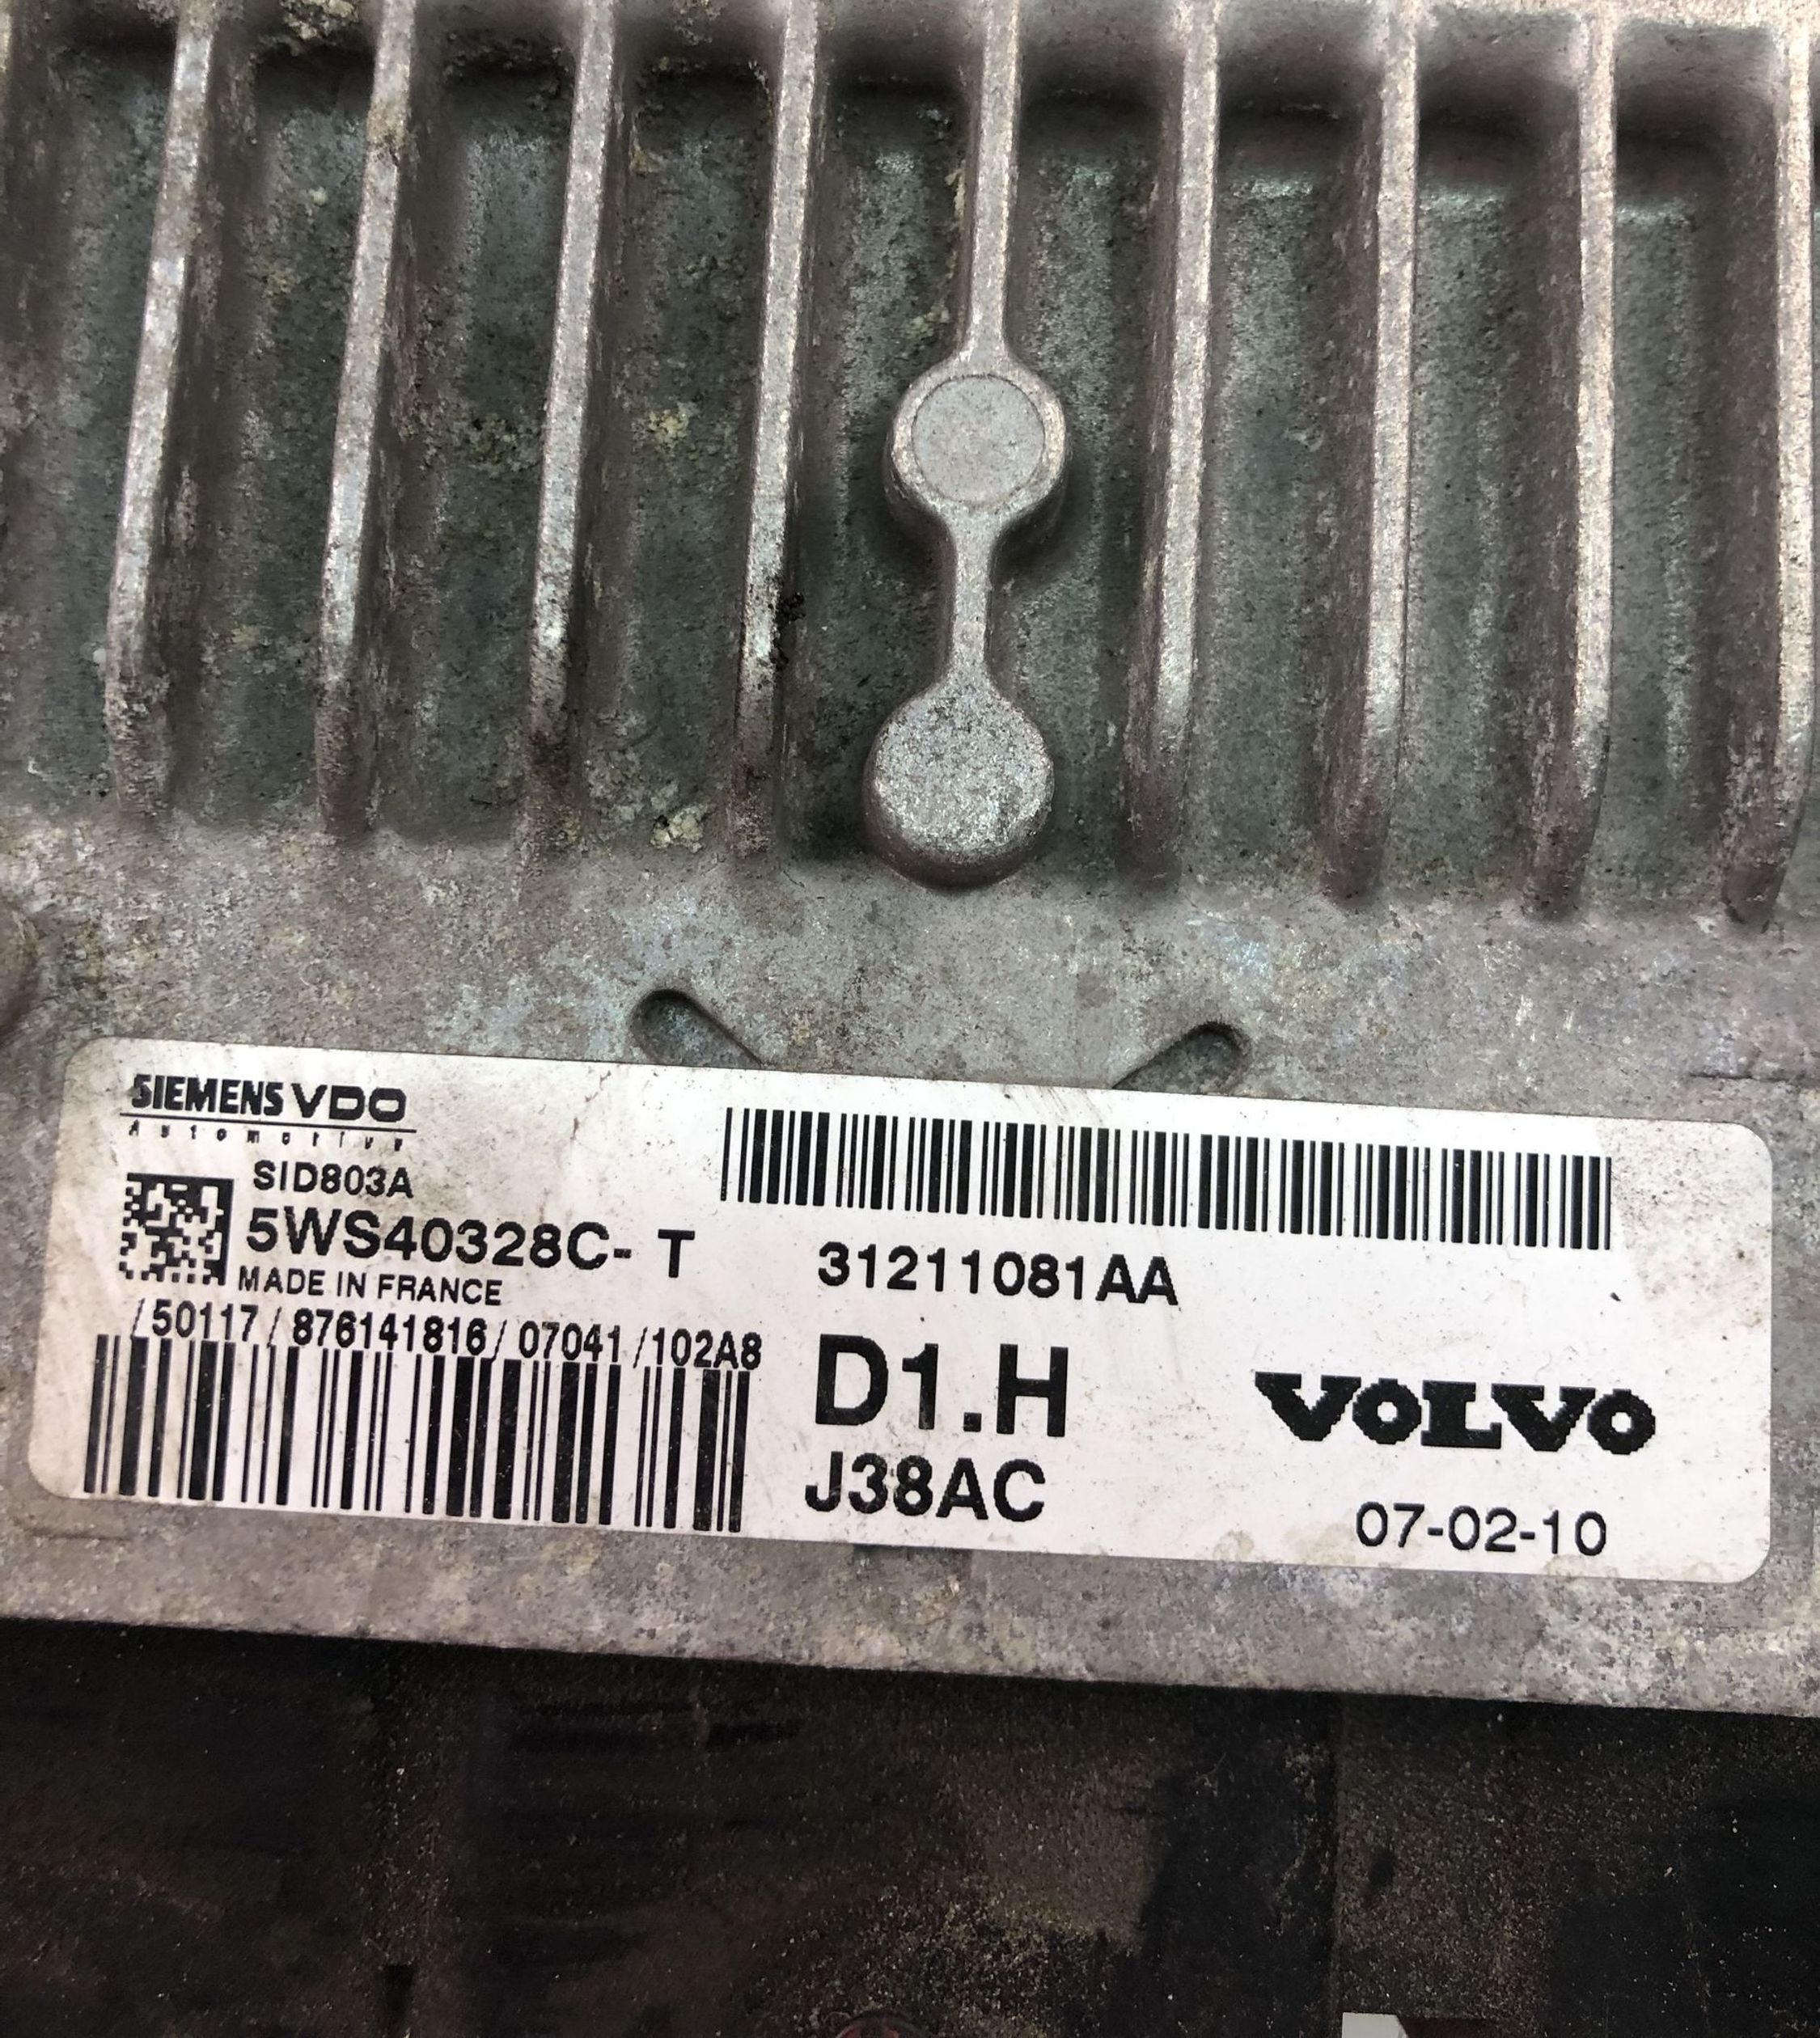 SIEMENS VDO
Automotive
SID803A
5WS40328C- T
MADE IN FRANCE
/50117/876141816/07041/102A8
31211081AA
D1.H
J38AC
VOLVO
07-02-10